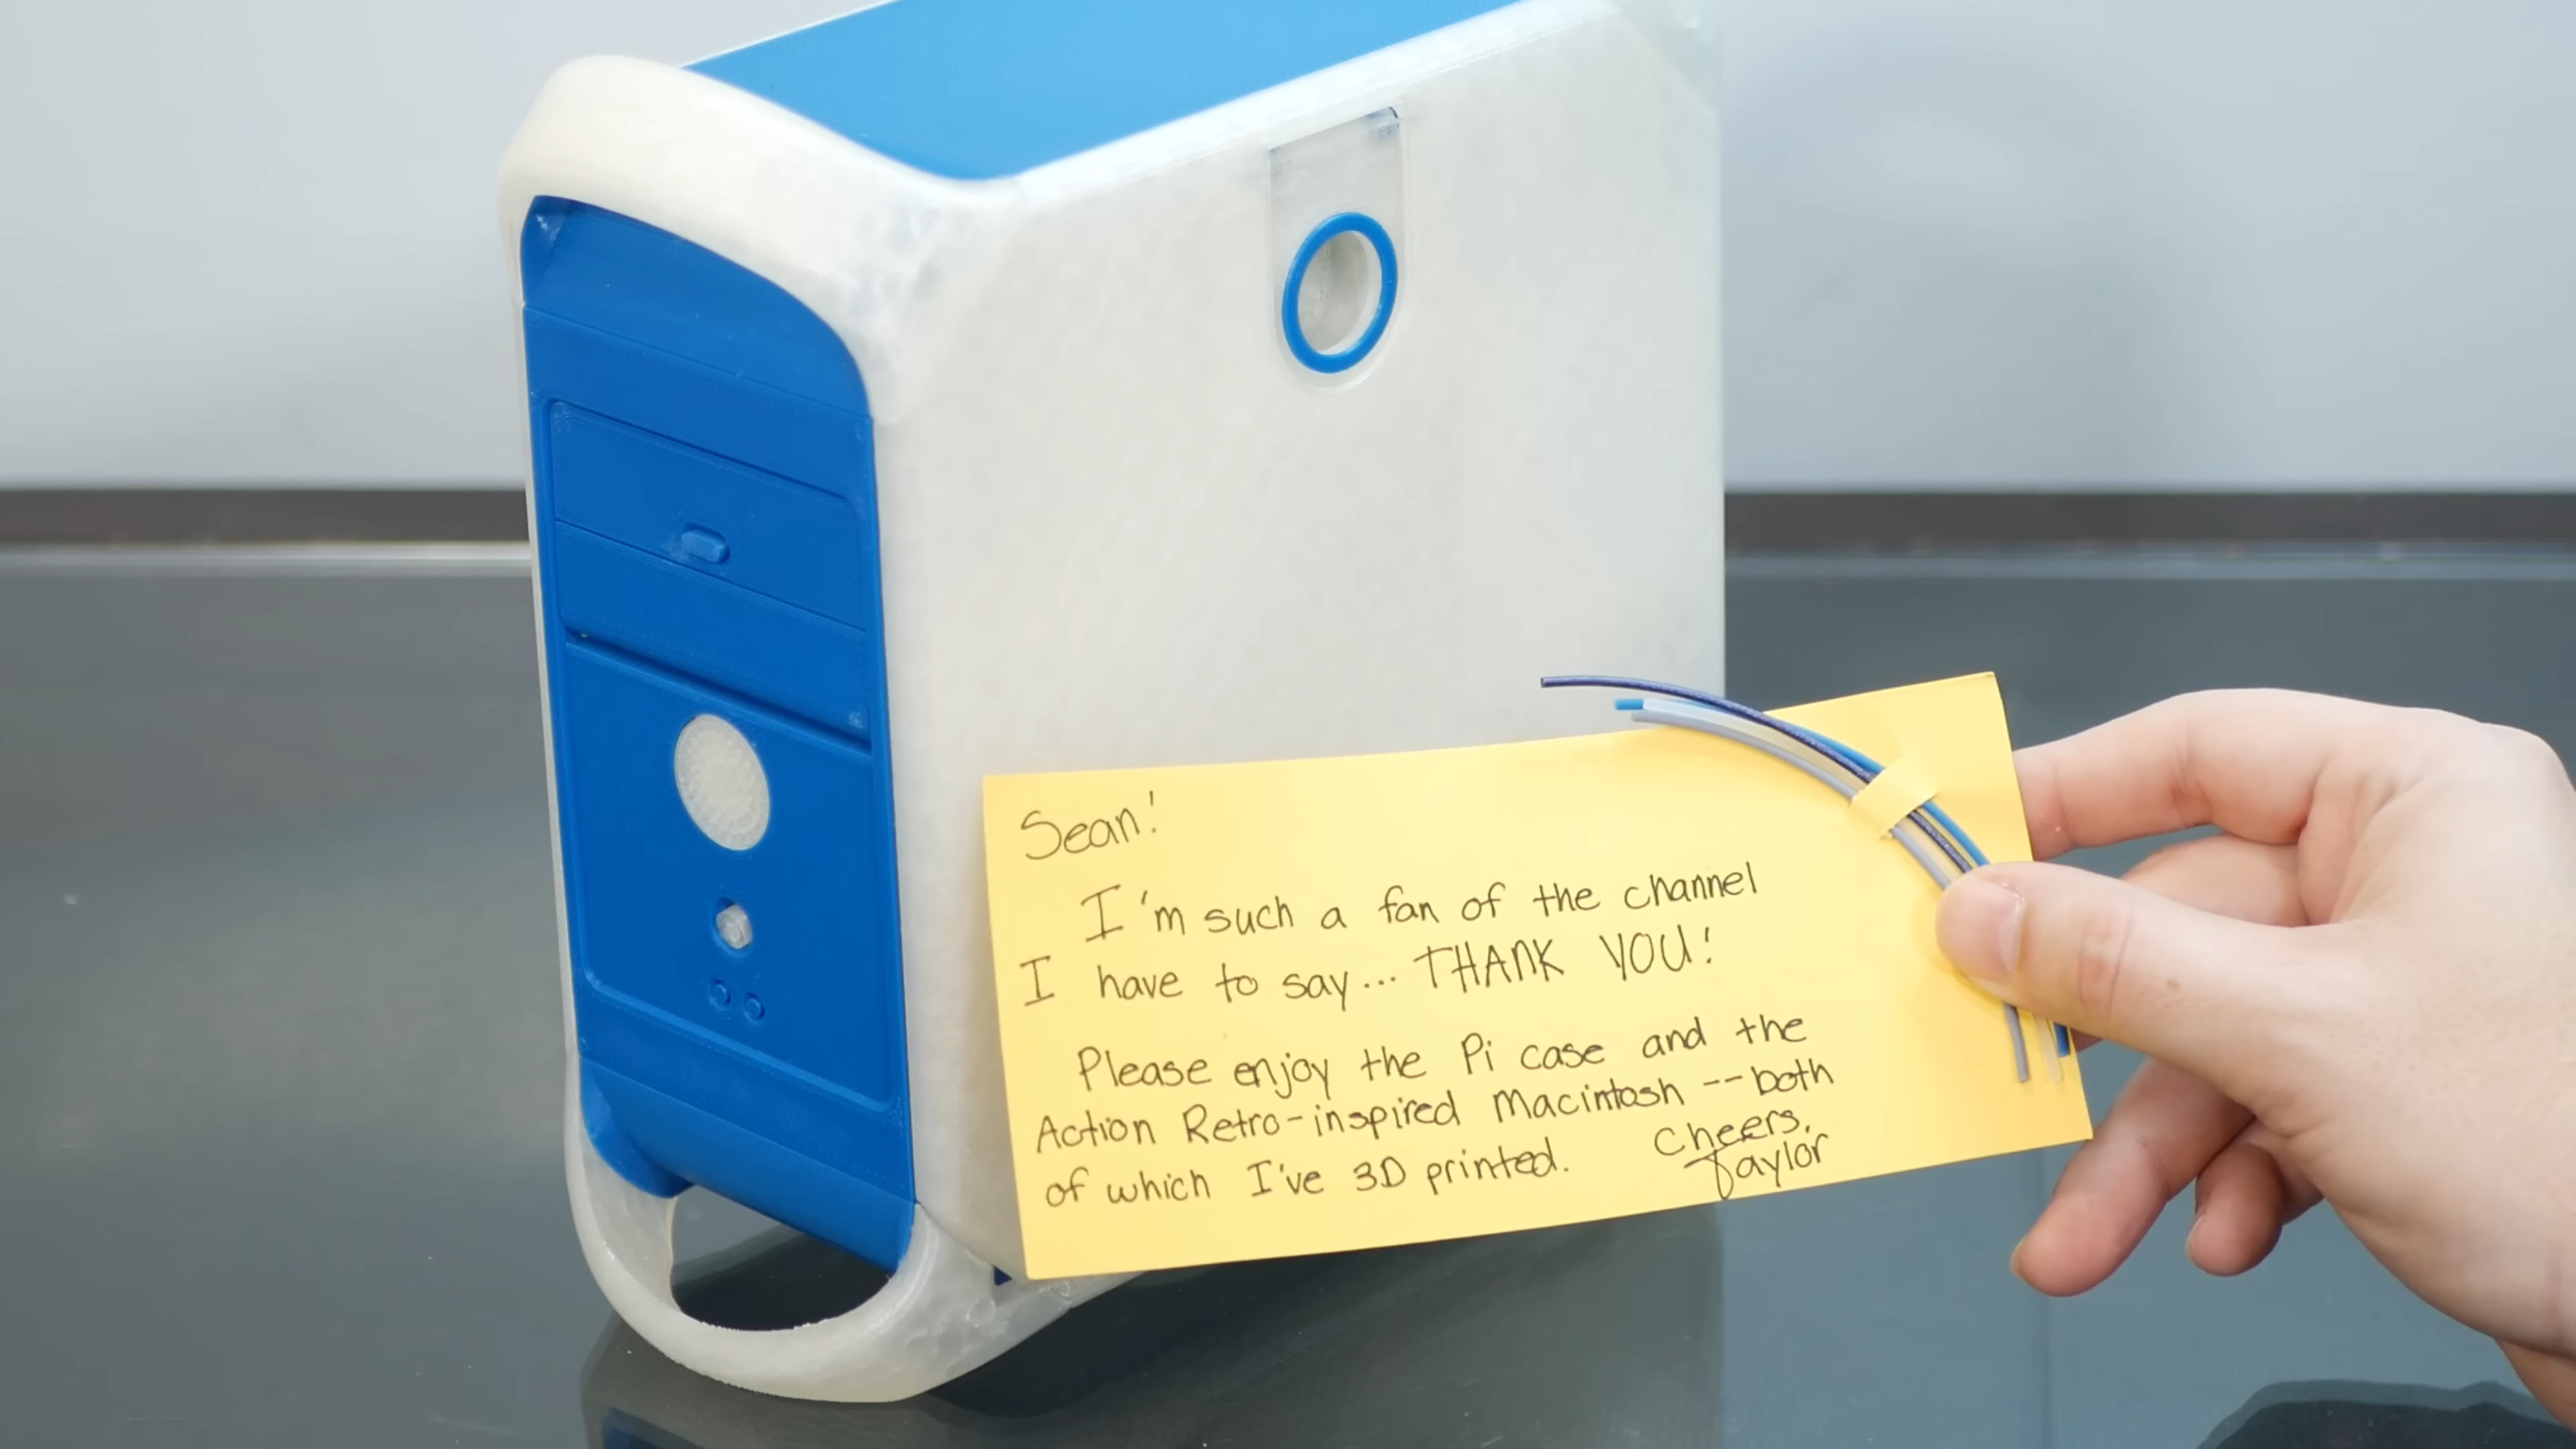 Sean!
I'm such a fan of the channel
I have to say... THANK YOU!
Please enjoy the Pi case and the
Action Retro-inspired Macintosh -- both
of which I've 3D printed.
Cheers,
Taylor